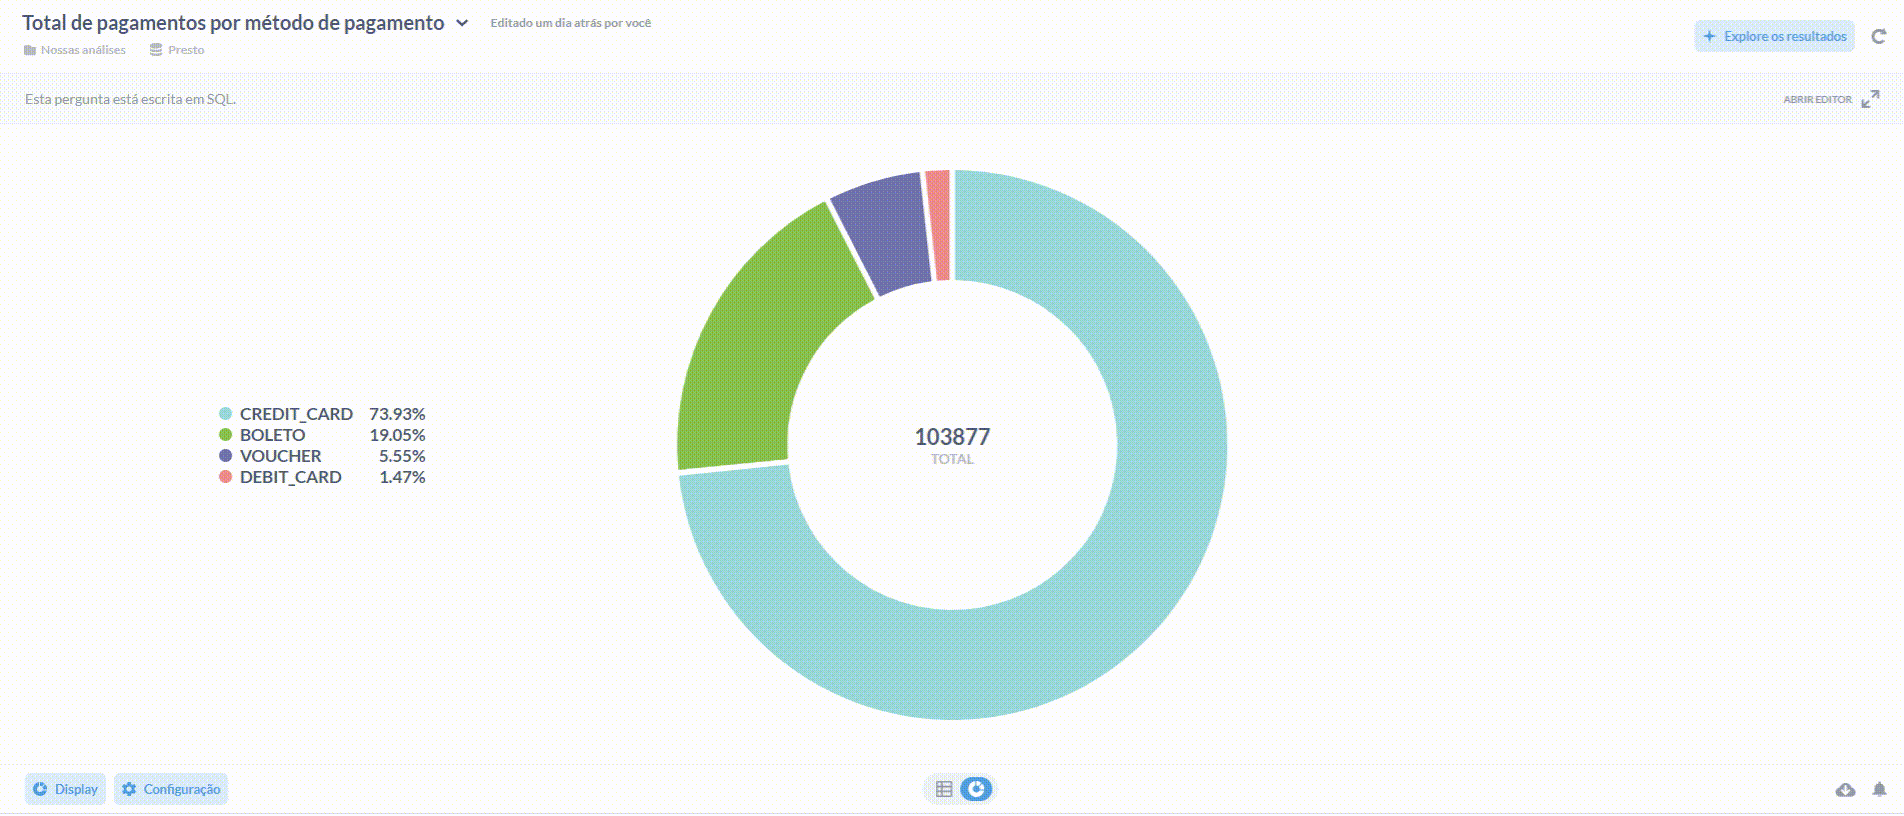 Total de pagamentos por método de pagamento
Editado um dia atrás por você
Nossas análises
Presto
Explore os resultados
Esta pergunta está escrita em SQL.
ABRIR EDITOR
CREDIT_CARD 73.93%
BOLETO 19.05%
VOUCHER 5.55%
DEBIT_CARD 1.47%
103877
TOTAL
Display
Configuração